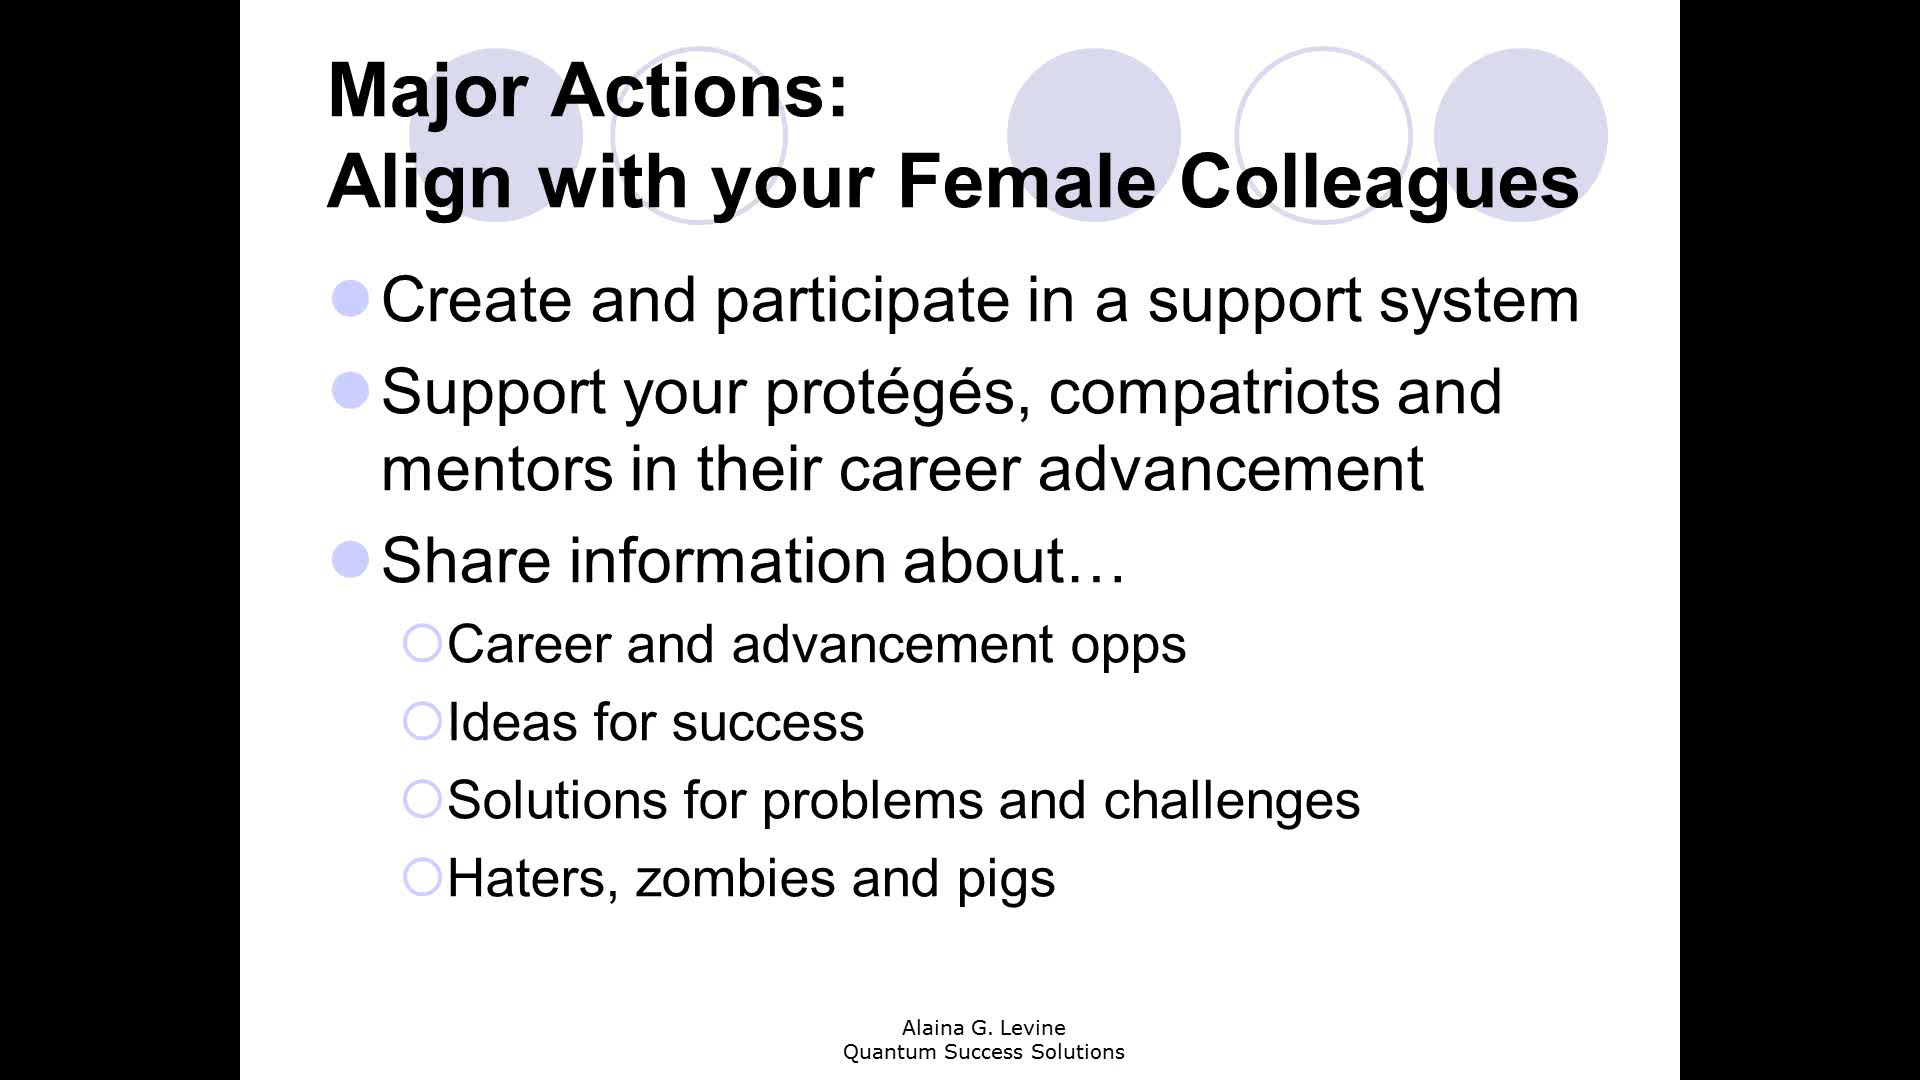 Major Actions:
Align with your Female Colleagues
Create and participate in a support system
Support your protégés, compatriots and
mentors in their career advancement
Share information about…
Career and advancement opps
Ideas for success
Solutions for problems and challenges
Haters, zombies and pigs
Alaina G. Levine
Quantum Success Solutions